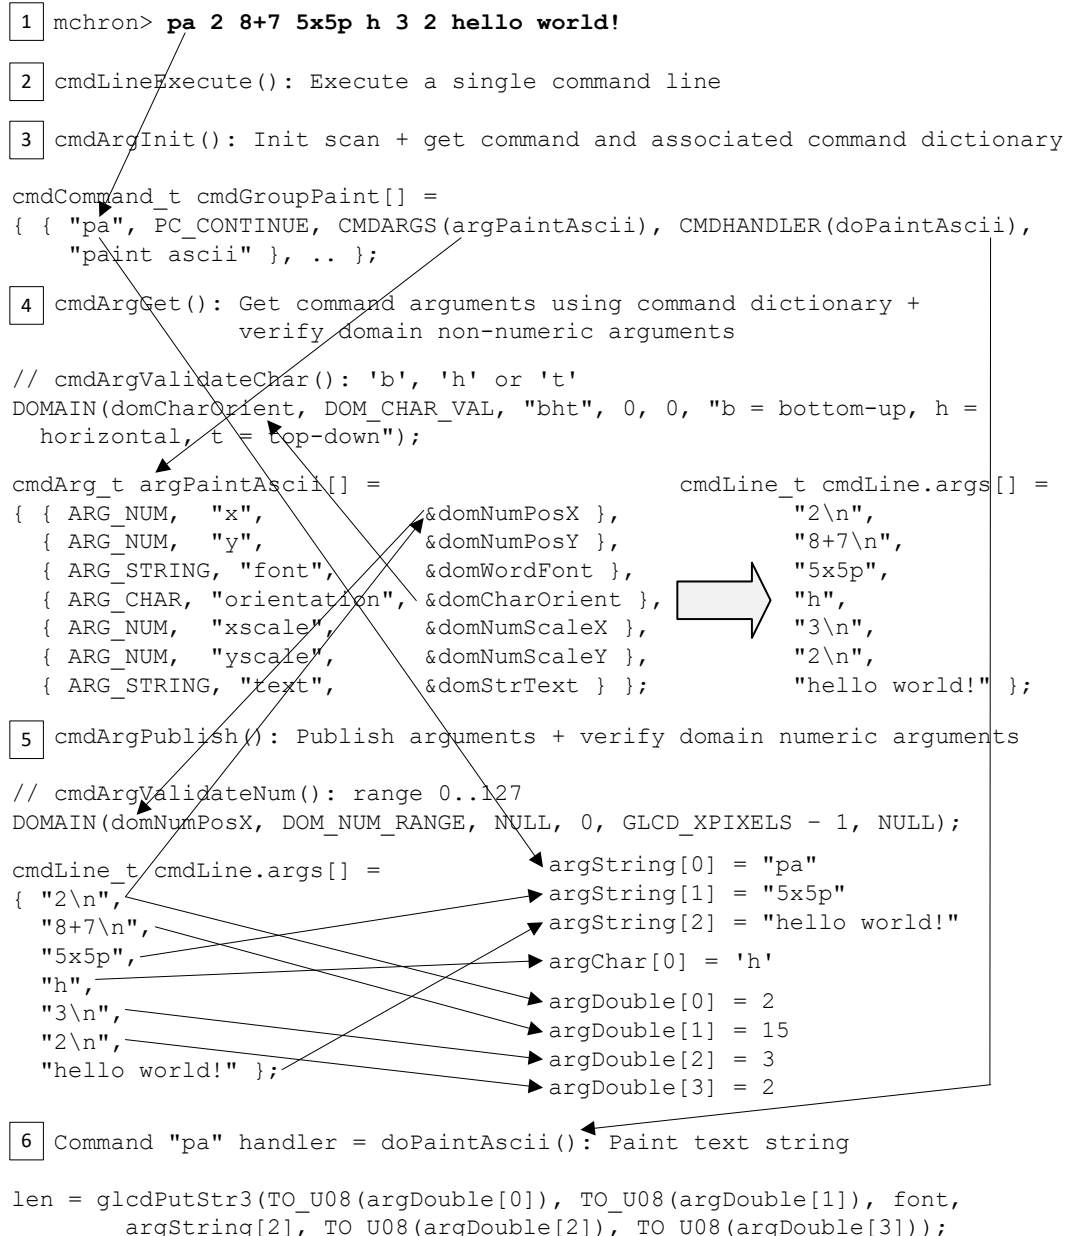 1 mchron> pa 2 8+7 5x5p h 3 2 hello world!
2 cmdLineExecute(): Execute a single command line
3 cmdArgInit(): Init scan + get command and associated command dictionary
cmdCommand_t cmdGroupPaint[] =
{ { "pa", PC_CONTINUE, CMDARGS(argPaintAscii), CMDHANDLER(doPaintAscii),
"paint ascii" }, .. };
4 cmdArgGet(): Get command arguments using command dictionary +
verify domain non-numeric arguments
// cmdArgValidateChar(): 'b', 'h' or 't'
DOMAIN(domCharOrient, DOM_CHAR_VAL, "bht", 0, 0, "b = bottom-up, h =
horizontal, t = top-down");
cmdArg_t argPaintAscii[] =
{ { ARG_NUM, "x", &domNumPosX },
{ ARG_NUM, "y", &domNumPosY },
{ ARG_STRING, "font", &domWordFont },
{ ARG_CHAR, "orientation", &domCharOrient },
{ ARG_NUM, "xscale", &domNumScaleX },
{ ARG_NUM, "yscale", &domNumScaleY },
{ ARG_STRING, "text", &domStrText } };
cmdLine_t cmdLine.args[] =
"2\n",
"8+7\n",
"5x5p",
"h",
"3\n",
"2\n",
"hello world!" };
5 cmdArgPublish(): Publish arguments + verify domain numeric arguments
// cmdArgValidateNum(): range 0..127
DOMAIN(domNumPosX, DOM_NUM_RANGE, NULL, 0, GLCD_XPIXELS – 1, NULL);
cmdLine_t cmdLine.args[] =
{ "2\n",
"8+7\n",
"5x5p",
"h",
"3\n",
"2\n",
"hello world!" };
argString[0] = "pa"
argString[1] = "5x5p"
argString[2] = "hello world!"
argChar[0] = 'h'
argDouble[0] = 2
argDouble[1] = 15
argDouble[2] = 3
argDouble[3] = 2
6 Command "pa" handler = doPaintAscii(): Paint text string
len = glcdPutStr3(TO_U08(argDouble[0]), TO_U08(argDouble[1]), font,
argString[2], TO_U08(argDouble[2]), TO_U08(argDouble[3]));